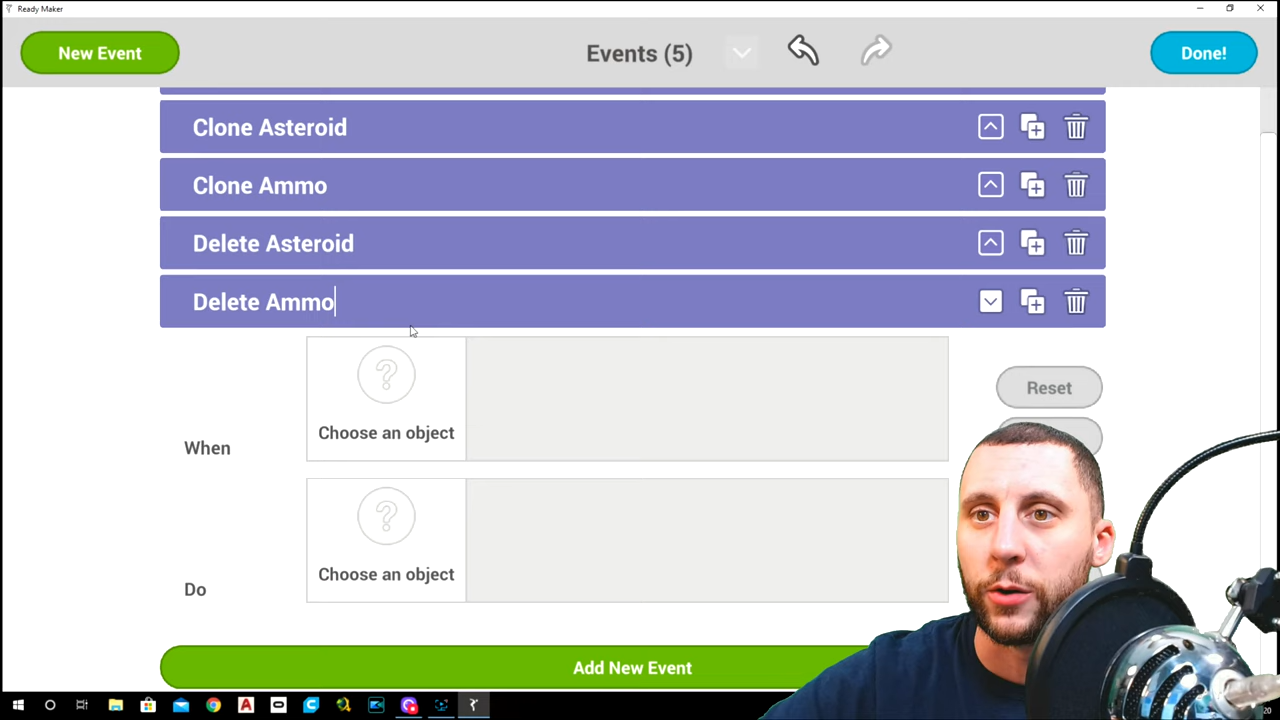 Ready Maker
New Event
Events (5)
Done!
Clone Asteroid
Clone Ammo
Delete Asteroid
Delete Ammo
When
Choose an object
Reset
Do
Choose an object
Add New Event